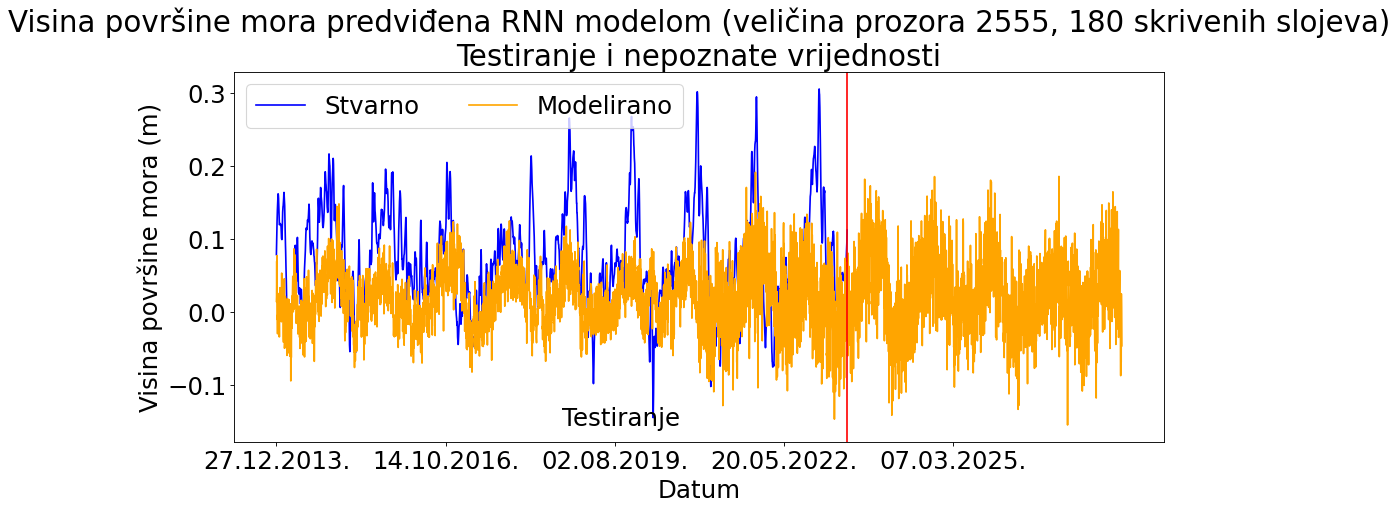 Visina površine mora predviđena RNN modelom (veličina prozora 2555, 180 skrivenih slojeva)
Testiranje i nepoznate vrijednosti
Stvarno Modelirano
0.3
0.2
0.1
0.0
−0.1
Visina površine mora (m)
Testiranje
27.12.2013. 14.10.2016. 02.08.2019. 20.05.2022. 07.03.2025.
Datum